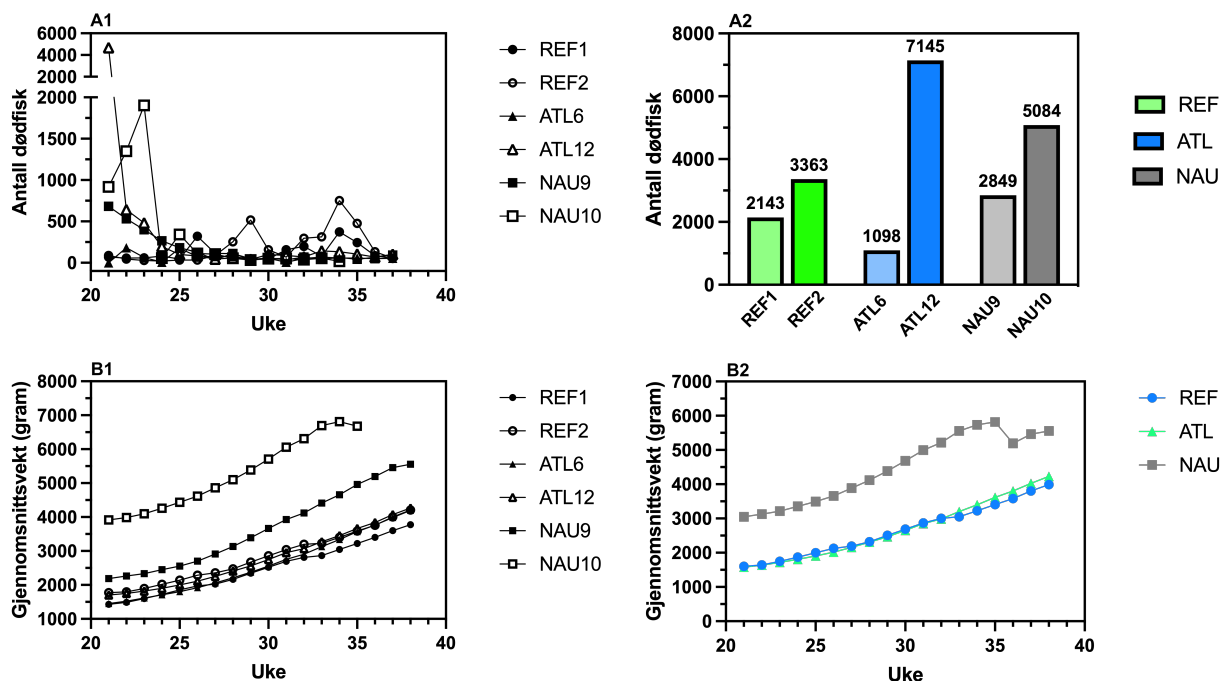 A1
Antall dødfisk
6000
4000
2000
2000
1500
1000
500
0
20
25
30
35
40
Uke
REF1
REF2
ATL6
ATL12
NAU9
NAU10
A2
Antall dødfisk
8000
6000
4000
2000
0
2143
3363
1098
7145
2849
5084
REF1
REF2
ATL6
ATL12
NAU9
NAU10
REF
ATL
NAU
B1
Gjennomsnittsvekt (gram)
8000
7000
6000
5000
4000
3000
2000
1000
20
25
30
35
40
Uke
REF1
REF2
ATL6
ATL12
NAU9
NAU10
B2
Gjennomsnittsvekt (gram)
7000
6000
5000
4000
3000
2000
1000
0
20
25
30
35
40
Uke
REF
ATL
NAU